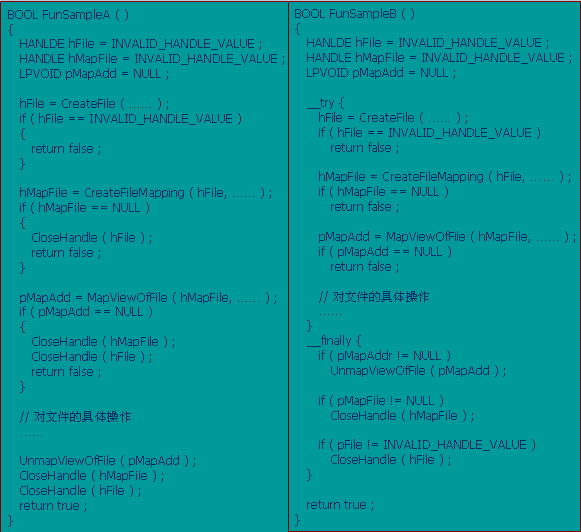 BOOL FunSampleA ( )
{
HANLDE hFile = INVALID_HANDLE_VALUE ;
HANDLE hMapFile = INVALID_HANDLE_VALUE ;
LPVOID pMapAdd = NULL ;
hFile = CreateFile ( ...... ) ;
if ( hFile == INVALID_HANDLE_VALUE )
{
return false ;
}
hMapFile = CreateFileMapping ( hFile, ...... ) ;
if ( hMapFile == NULL )
{
CloseHandle ( hFile ) ;
return false ;
}
pMapAdd = MapViewOfFile ( hMapFile, ...... ) ;
if ( pMapAdd == NULL )
{
CloseHandle ( hMapFile ) ;
CloseHandle ( hFile ) ;
return false ;
}
// 对文件的具体操作
......
UnmapViewOfFile ( pMapAdd ) ;
CloseHandle ( hMapFile ) ;
CloseHandle ( hFile ) ;
return true ;
}
BOOL FunSampleB ( )
{
HANLDE hFile = INVALID_HANDLE_VALUE ;
HANDLE hMapFile = INVALID_HANDLE_VALUE ;
LPVOID pMapAdd = NULL ;
__try {
hFile = CreateFile ( ...... ) ;
if ( hFile == INVALID_HANDLE_VALUE )
return false ;
hMapFile = CreateFileMapping ( hFile, ...... ) ;
if ( hMapFile == NULL )
return false ;
pMapAdd = MapViewOfFile ( hMapFile, ...... ) ;
if ( pMapAdd == NULL )
return false ;
// 对文件的具体操作
......
}
__finally {
if ( pMapAddr != NULL )
UnmapViewOfFile ( pMapAdd ) ;
if ( pMapFile != NULL )
CloseHandle ( hMapFile ) ;
if ( pFile != INVALID_HANDLE_VALUE )
CloseHandle ( hFile ) ;
}
return true ;
}